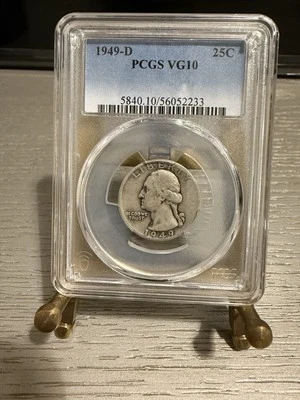 1949-D 25C
PCGS VG10
5840.10/56052233
LIBERTY
IN GOD WE
TRUST
1949